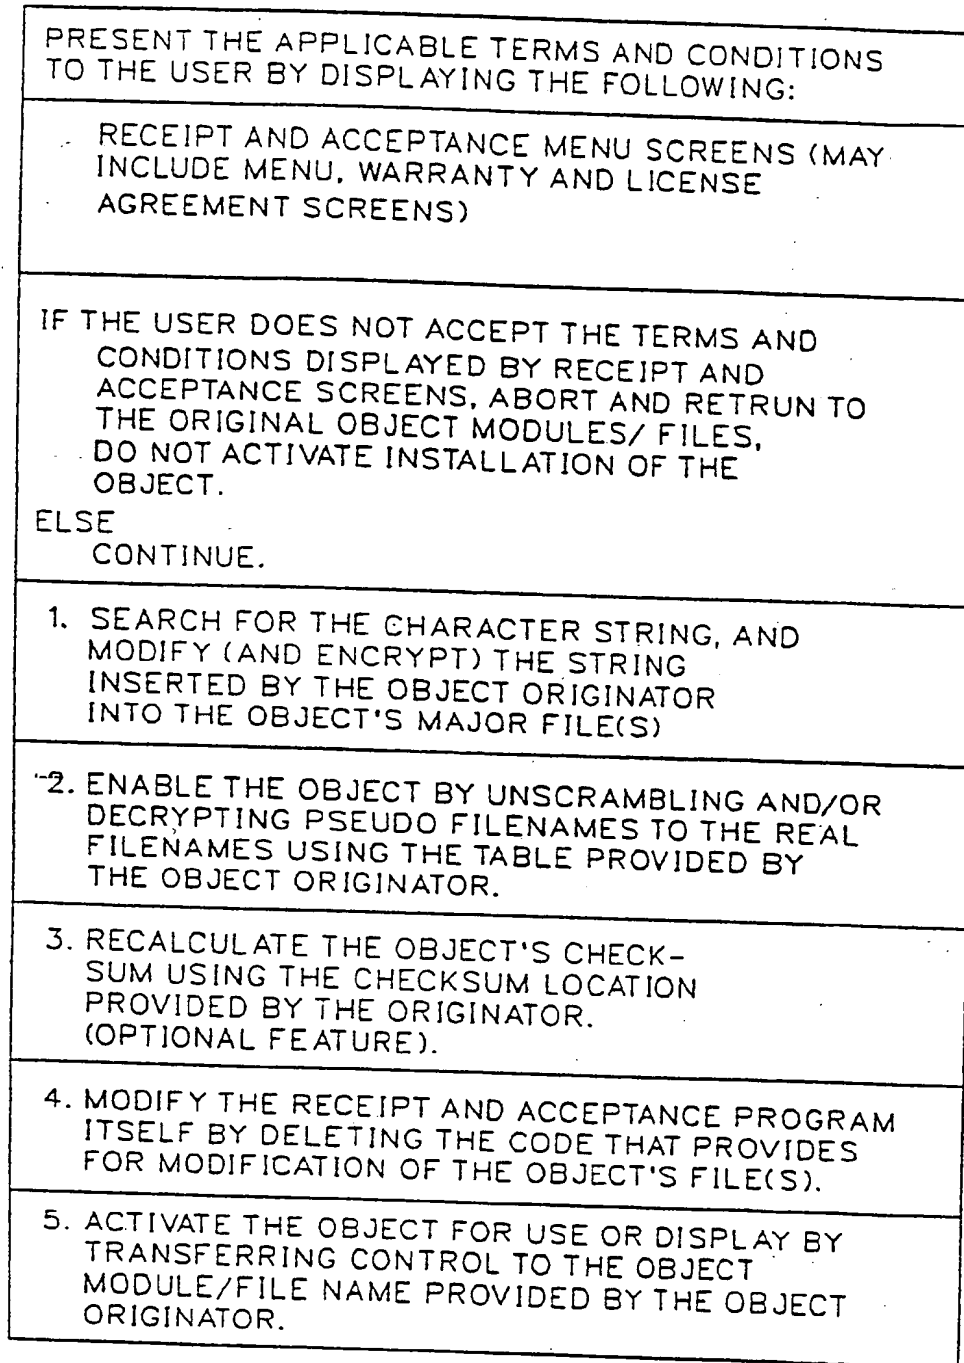 PRESENT THE APPLICABLE TERMS AND CONDITIONS
TO THE USER BY DISPLAYING THE FOLLOWING:
RECEIPT AND ACCEPTANCE MENU SCREENS (MAY
INCLUDE MENU, WARRANTY AND LICENSE
AGREEMENT SCREENS)
IF THE USER DOES NOT ACCEPT THE TERMS AND
CONDITIONS DISPLAYED BY RECEIPT AND
ACCEPTANCE SCREENS, ABORT AND RETRUN TO
THE ORIGINAL OBJECT MODULES/ FILES,
DO NOT ACTIVATE INSTALLATION OF THE
OBJECT.
ELSE
CONTINUE.
1. SEARCH FOR THE CHARACTER STRING, AND
MODIFY (AND ENCRYPT) THE STRING
INSERTED BY THE OBJECT ORIGINATOR
INTO THE OBJECT'S MAJOR FILE(S)
2. ENABLE THE OBJECT BY UNSCRAMBLING AND/OR
DECRYPTING PSEUDO FILENAMES TO THE REAL
FILENAMES USING THE TABLE PROVIDED BY
THE OBJECT ORIGINATOR.
3. RECALCULATE THE OBJECT'S CHECK-
SUM USING THE CHECKSUM LOCATION
PROVIDED BY THE ORIGINATOR.
(OPTIONAL FEATURE).
4. MODIFY THE RECEIPT AND ACCEPTANCE PROGRAM
ITSELF BY DELETING THE CODE THAT PROVIDES
FOR MODIFICATION OF THE OBJECT'S FILE(S).
5. ACTIVATE THE OBJECT FOR USE OR DISPLAY BY
TRANSFERRING CONTROL TO THE OBJECT
MODULE/FILE NAME PROVIDED BY THE OBJECT
ORIGINATOR.